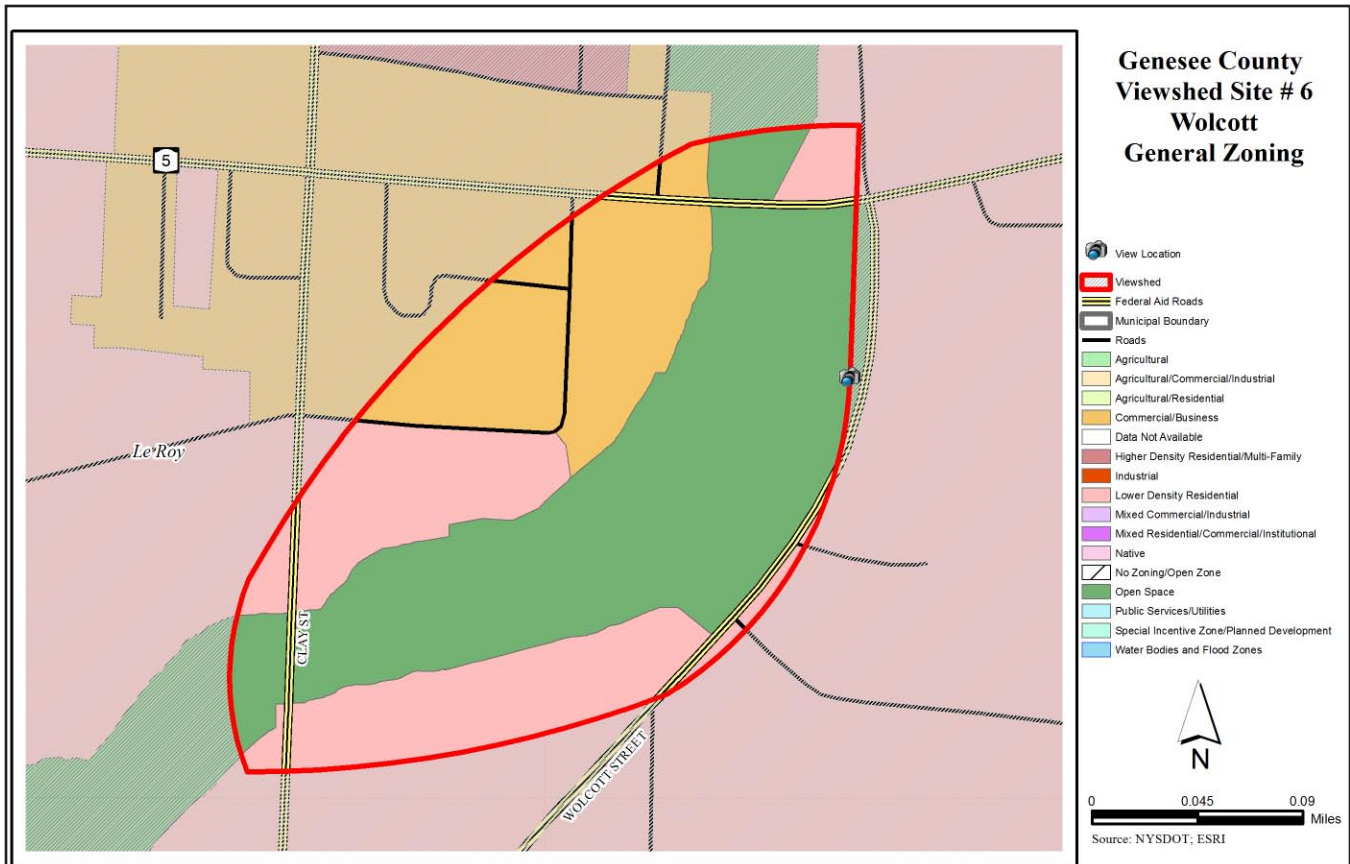 Genesee County
Viewshed Site # 6
Wolcott
General Zoning
View Location
Viewshed
Federal Aid Roads
Municipal Boundary
Roads
Agricultural
Agricultural/Commercial/Industrial
Agricultural/Residential
Commercial/Business
Data Not Available
Higher Density Residential/Multi-Family
Industrial
Lower Density Residential
Mixed Commercial/Industrial
Mixed Residential/Commercial/Institutional
Native
No Zoning/Open Zone
Open Space
Public Services/Utilities
Special Incentive Zone/Planned Development
Water Bodies and Flood Zones
N
0 0.045 0.09
Miles
Source: NYSDOT; ESRI
5
Le Roy
CLAY ST
WOLCOTT STREET